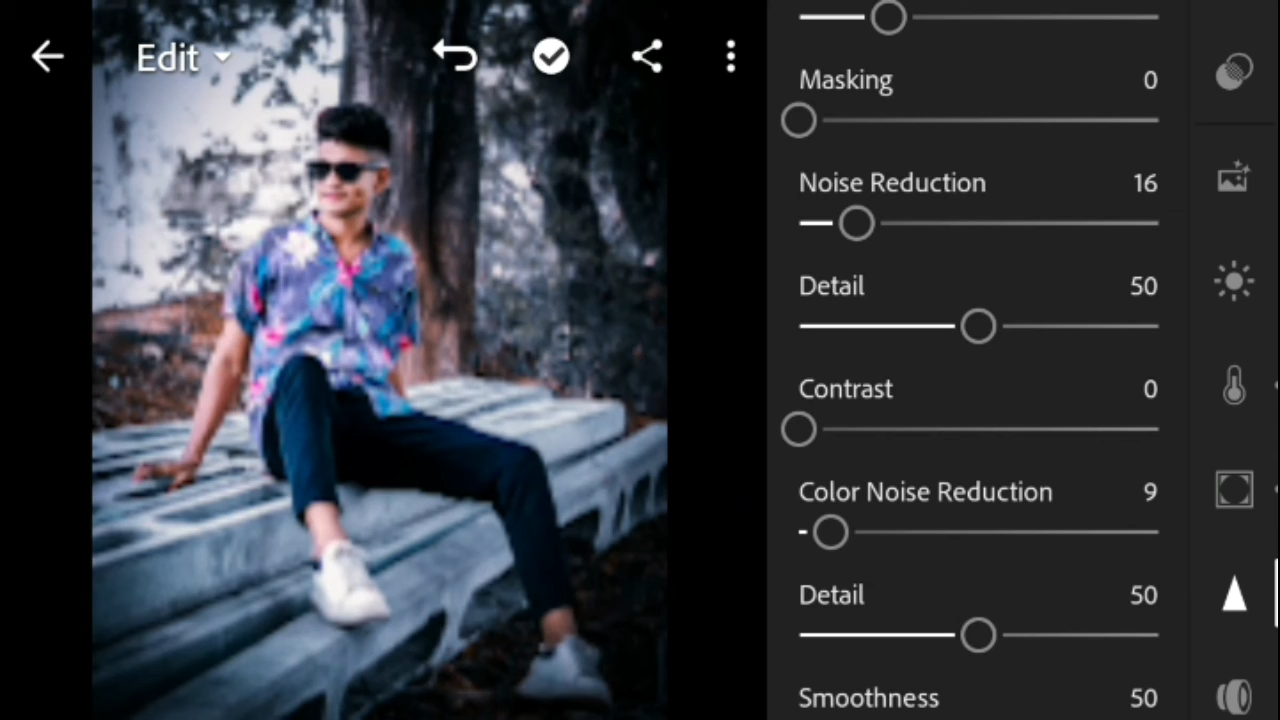 Edit
Masking 0
Noise Reduction 16
Detail 50
Contrast 0
Color Noise Reduction 9
Detail 50
Smoothness 50